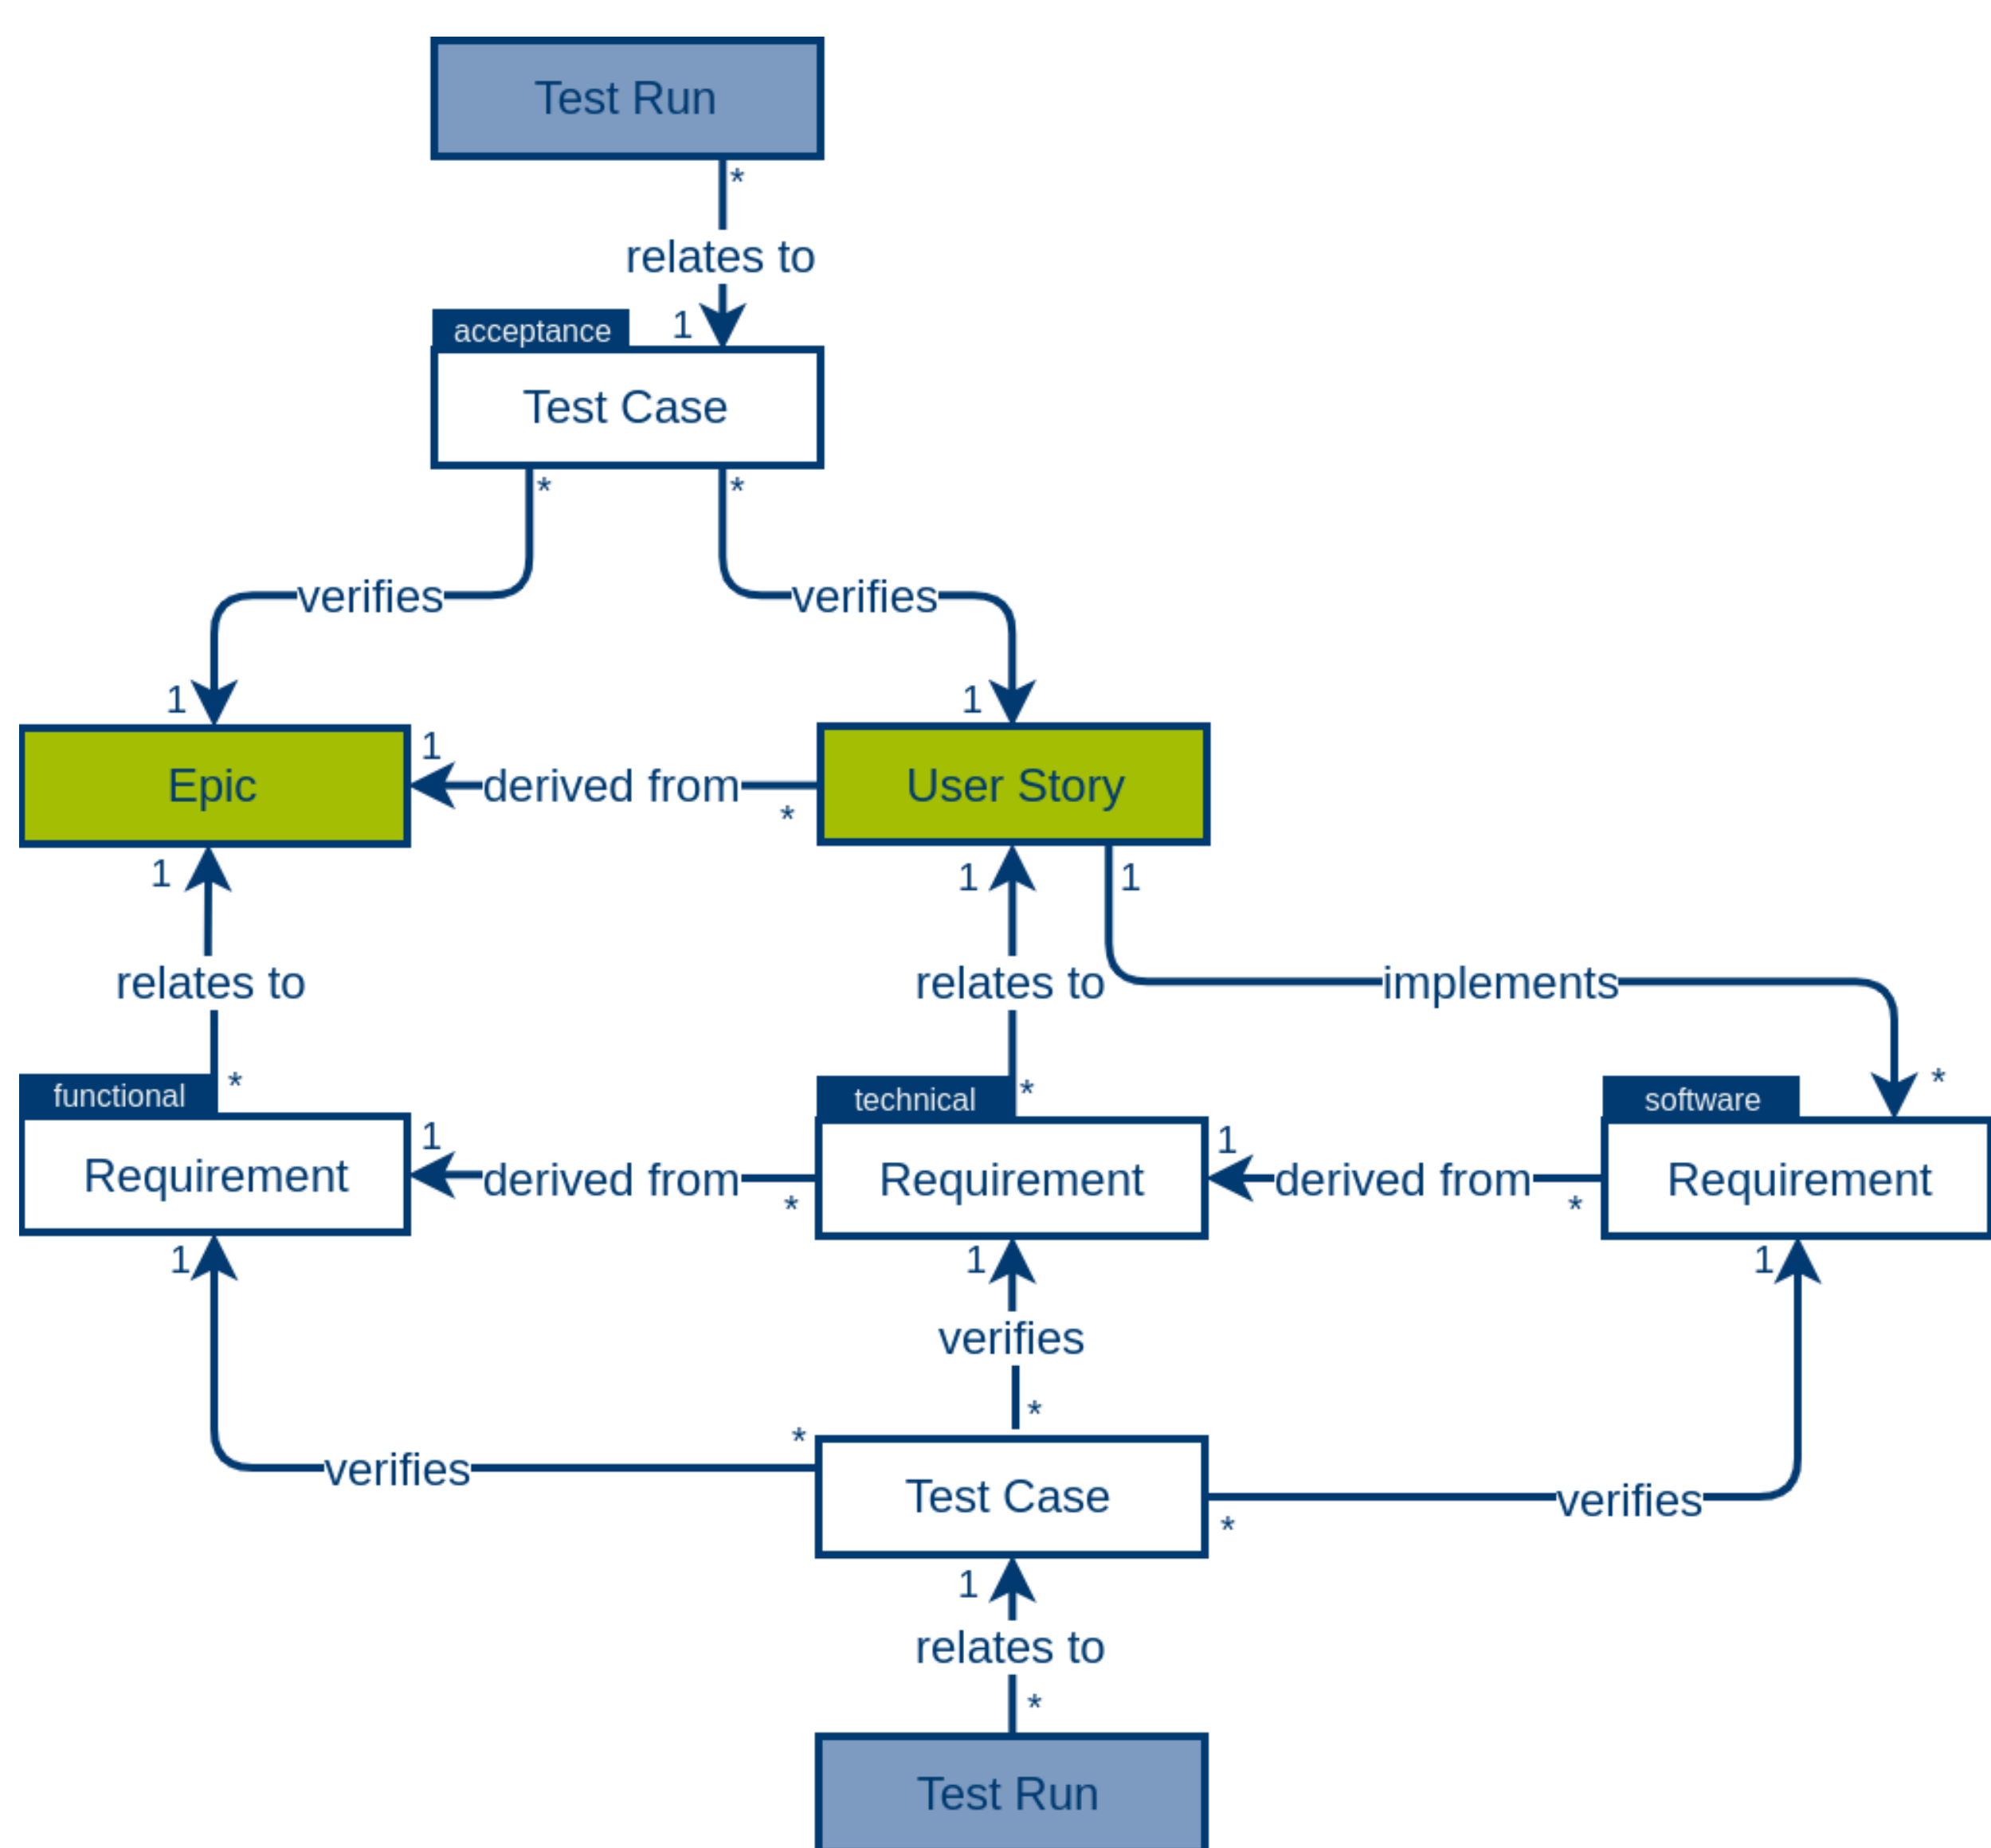 Test Run
*
relates to
1
acceptance
Test Case
* *
verifies verifies
1 1
Epic 1 derived from * User Story
1 1 1
relates to relates to implements
* * *
functional technical software
Requirement 1 derived from * Requirement 1 derived from * Requirement
1 1 1
verifies
*
*
verifies Test Case verifies
*
1
relates to
*
Test Run